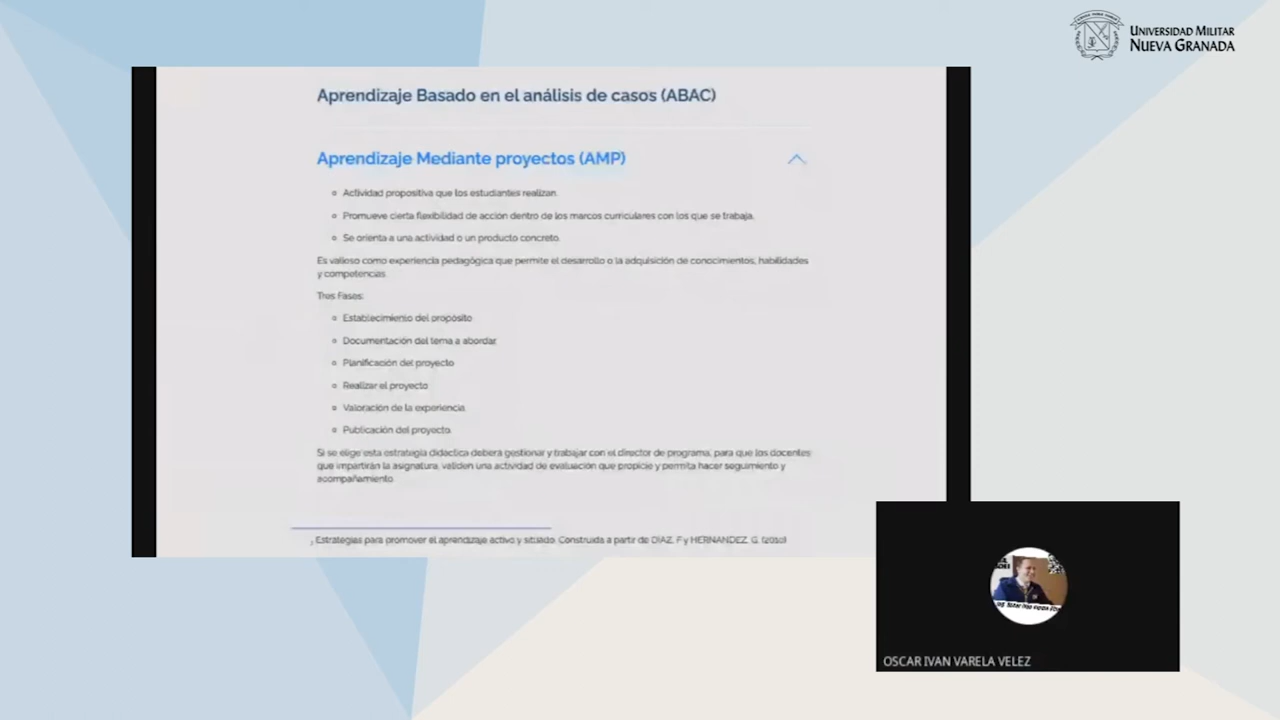 UNIVERSIDAD MILITAR
NUEVA GRANADA
Aprendizaje Basado en el análisis de casos (ABAC)
Aprendizaje Mediante proyectos (AMP)
Actividad propositiva que los estudiantes realizan.
Promueve cierta flexibilidad de acción dentro de los marcos curriculares con los que se trabaja.
Se orienta a una actividad o un producto concreto.
Es valioso como experiencia pedagógica que permite el desarrollo o la adquisición de conocimientos, habilidades
y competencias.
Tres Fases:
Establecimiento del propósito
Documentación del tema a abordar.
Planificación del proyecto
Realizar el proyecto
Valoración de la experiencia.
Publicación del proyecto.
Si se elige esta estrategia didáctica deberá gestionar y trabajar con el director de programa, para que los docentes
que impartirán la asignatura, validen una actividad de evaluación que propicie y permita hacer seguimiento y
acompañamiento.
Estrategias para promover el aprendizaje activo y situado. Construida a partir de DÍAZ, F y HERNANDEZ, G. (2010)
OSCAR IVAN VARELA VELEZ